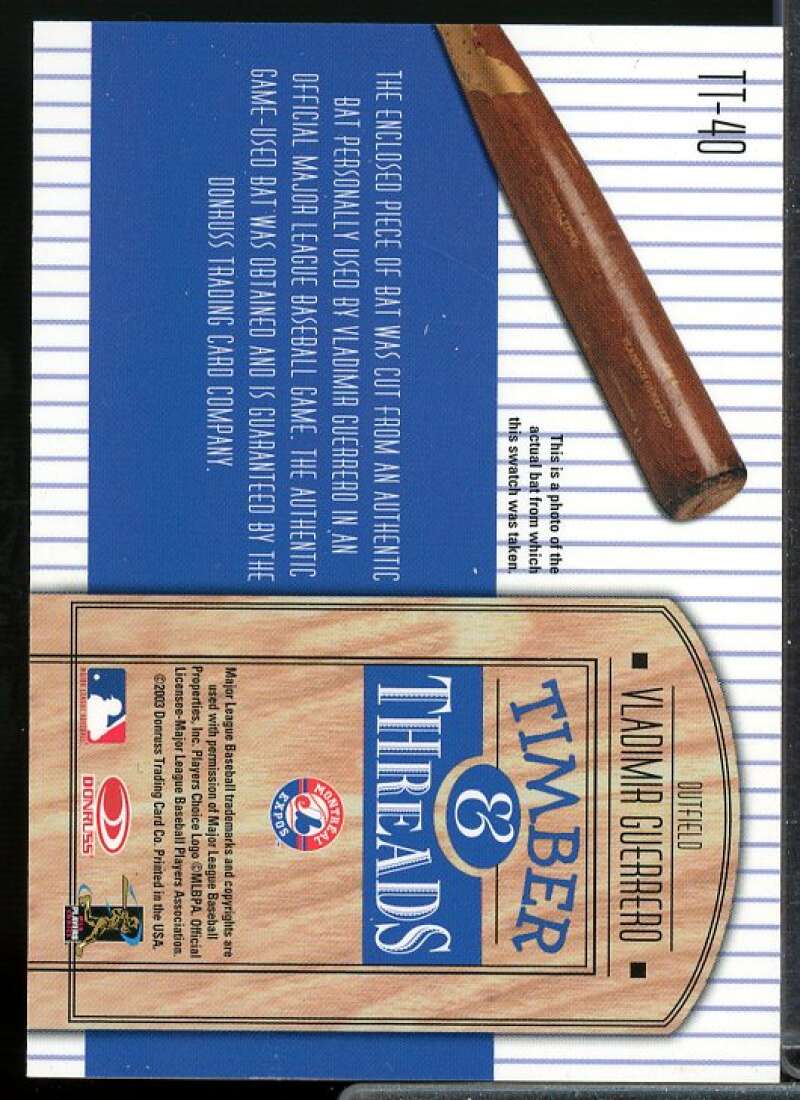 TT-40
THE ENCLOSED PIECE OF BAT WAS CUT FROM AN AUTHENTIC
BAT PERSONALLY USED BY VLADIMIR GUERRERO IN AN
OFFICIAL MAJOR LEAGUE BASEBALL GAME. THE AUTHENTIC
GAME-USED BAT WAS OBTAINED AND IS GUARANTEED BY THE
DONRUSS TRADING CARD COMPANY.
This is a photo of the
actual bat from which
this swatch was taken.
OUTFIELD
VLADIMIR GUERRERO
TIMBER
&
THREADS
MONTREAL
EXPOS
Major League Baseball trademarks and copyrights are
used with permission of Major League Baseball
Properties, Inc. Players Choice Logo ©MLBPA. Official
Licensee-Major League Baseball Players Association.
©2003 Donruss Trading Card Co. Printed in the USA.
DONRUSS